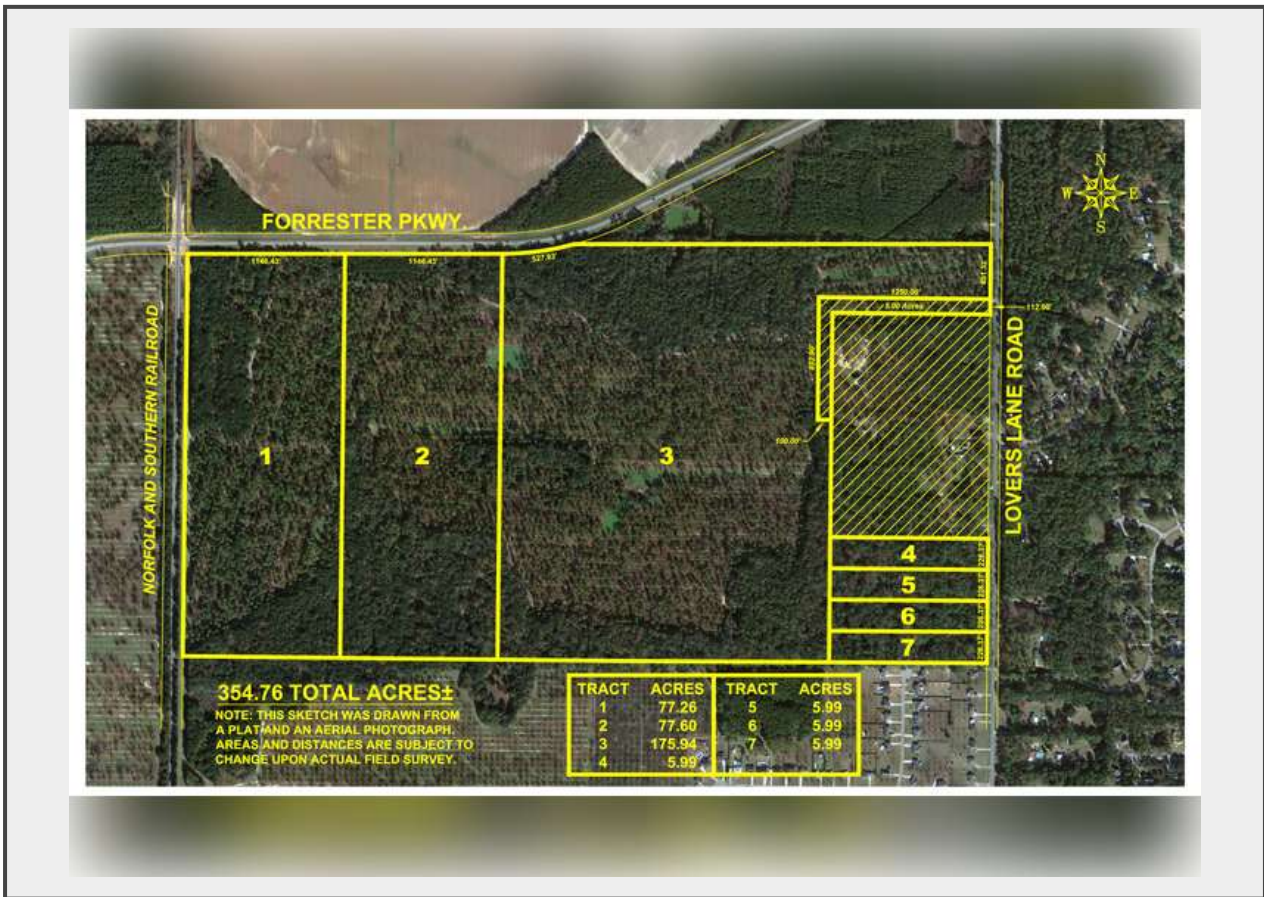 FORRESTER PKWY
N
W E
S
1146.43'
1146.43'
527.93'
1250.00'
5.00 Acres
112.00'
NORFOLK AND SOUTHERN RAILROAD
LOVERS LANE ROAD
100.00'
1
2
3
4
5
6
7
354.76 TOTAL ACRES±
NOTE: THIS SKETCH WAS DRAWN FROM
A PLAT AND AN AERIAL PHOTOGRAPH.
AREAS AND DISTANCES ARE SUBJECT TO
CHANGE UPON ACTUAL FIELD SURVEY.
TRACT ACRES TRACT ACRES
1 77.26 5 5.99
2 77.60 6 5.99
3 175.94 7 5.99
4 5.99